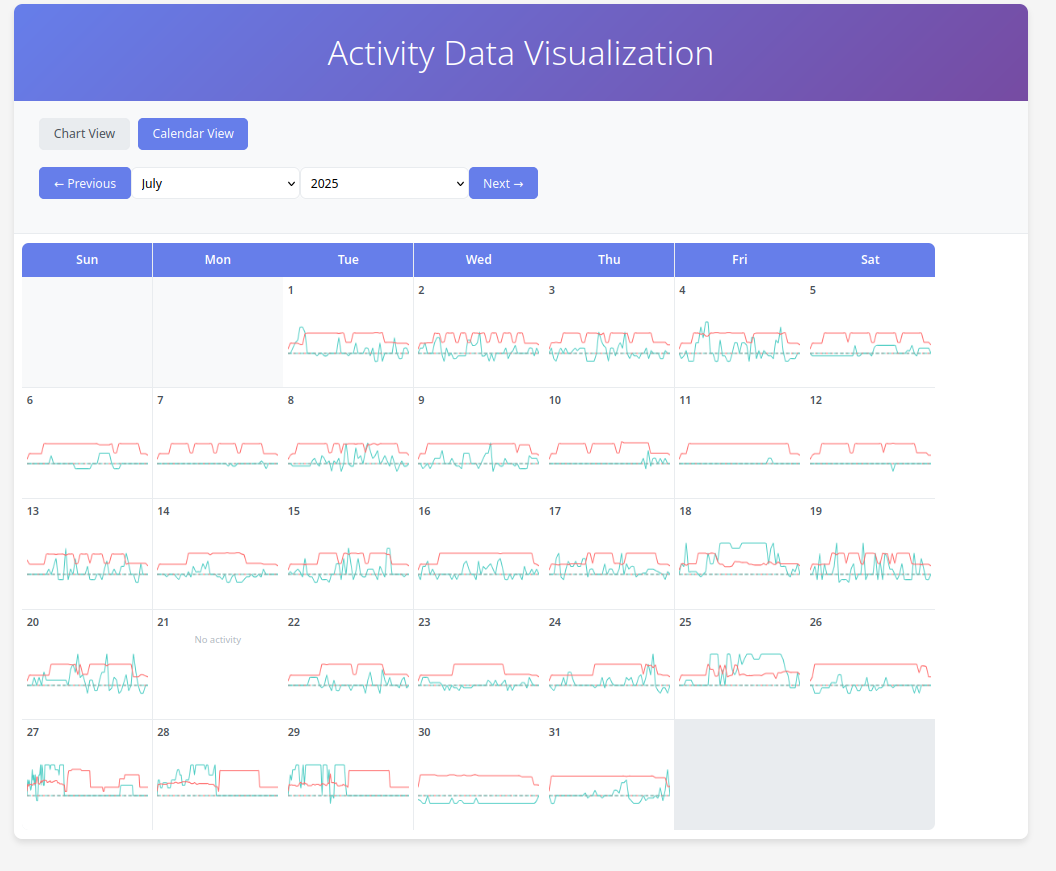 Activity Data Visualization
Chart View Calendar View
← Previous July 2025 Next →
Sun Mon Tue Wed Thu Fri Sat
1 2 3 4 5
6 7 8 9 10 11 12
13 14 15 16 17 18 19
20 21 22 23 24 25 26
No activity
27 28 29 30 31